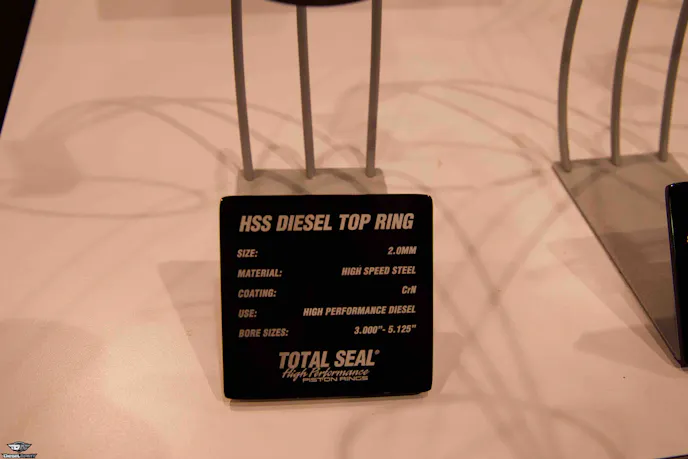 HSS DIESEL TOP RING
SIZE: 2.0MM
MATERIAL: HIGH SPEED STEEL
COATING: CrN
USE: HIGH PERFORMANCE DIESEL
BORE SIZES: 3.000"- 5.125"
TOTAL SEAL®
High Performance
PISTON RINGS